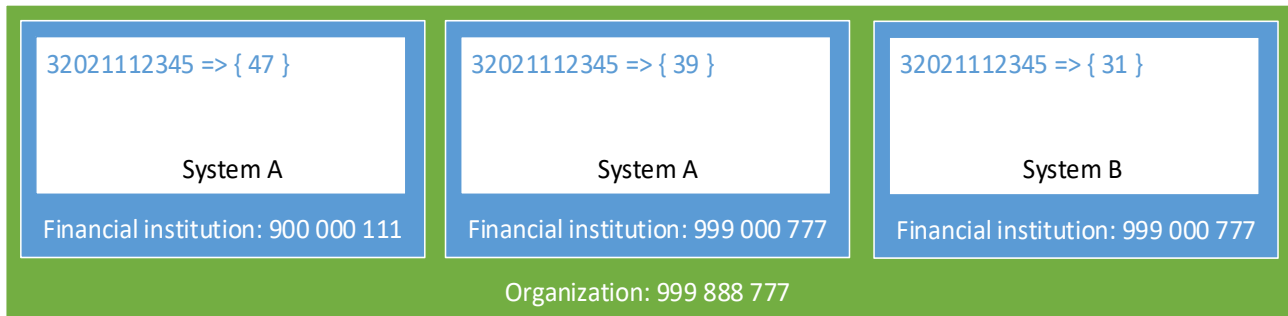 32021112345 => { 47 }
System A
Financial institution: 900 000 111
32021112345 => { 39 }
System A
Financial institution: 999 000 777
32021112345 => { 31 }
System B
Financial institution: 999 000 777
Organization: 999 888 777